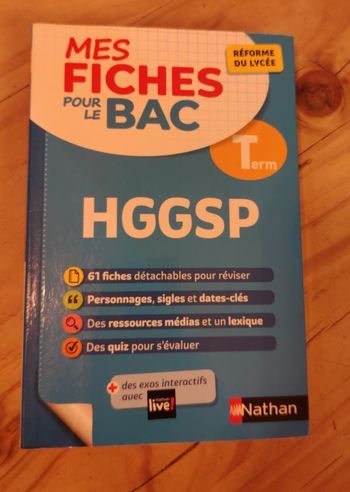 MES
FICHES
POUR LE BAC
RÉFORME
DU LYCÉE
Term
HGGSP
61 fiches détachables pour réviser
Personnages, sigles et dates-clés
Des ressources médias et un lexique
Des quiz pour s'évaluer
+ des exos interactifs
avec Nathan live!
Nathan